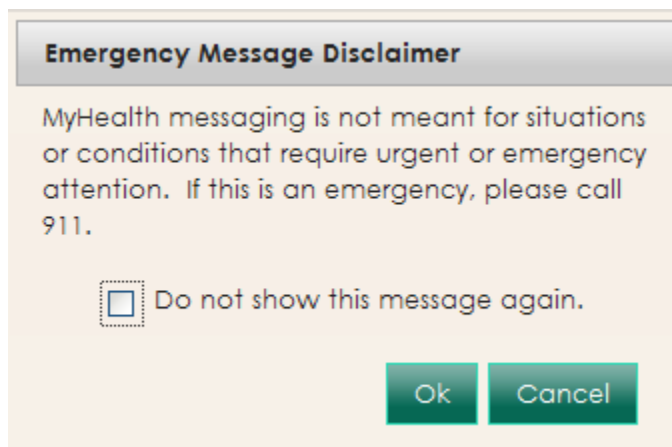 Emergency Message Disclaimer
MyHealth messaging is not meant for situations
or conditions that require urgent or emergency
attention.  If this is an emergency, please call
911.
Do not show this message again.
Ok Cancel